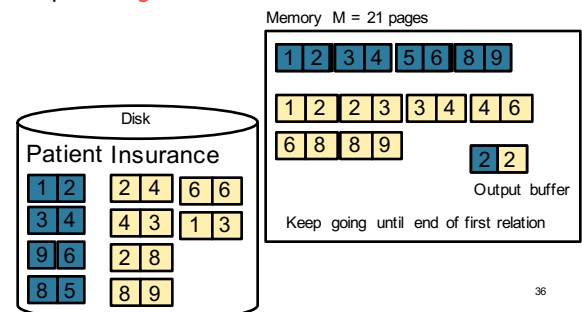 Memory M = 21 pages
1 2 3 4 5 6 8 9
1 2 2 3 3 4 4 6
6 8 8 9
2 2
Output buffer
Keep going until end of first relation
Disk
Patient Insurance
1 2 2 4 6 6
3 4 4 3 1 3
9 6 2 8
8 5 8 9
36